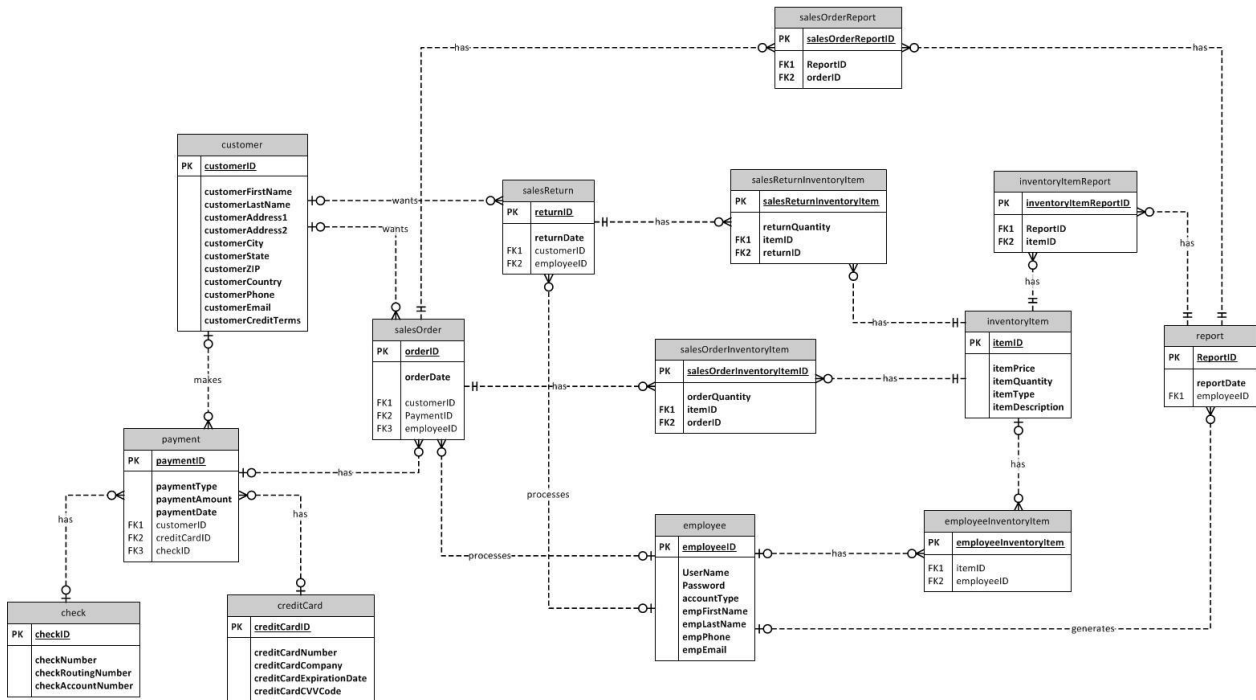 salesOrderReport
PK salesOrderReportID
FK1 ReportID
FK2 orderID
has
has
customer
PK customerID
customerFirstName
customerLastName
customerAddress1
customerAddress2
customerCity
customerState
customerZIP
customerCountry
customerPhone
customerEmail
customerCreditTerms
wants
wants
salesReturn
PK returnID
returnDate
FK1 customerID
FK2 employeeID
has
salesReturnInventoryItem
PK salesReturnInventoryItem
returnQuantity
FK1 itemID
FK2 returnID
has
inventoryItemReport
PK inventoryItemReportID
FK1 ReportID
FK2 itemID
has
has
salesOrder
PK orderID
orderDate
FK1 customerID
FK2 PaymentID
FK3 employeeID
has
salesOrderInventoryItem
PK salesOrderInventoryItemID
orderQuantity
FK1 itemID
FK2 orderID
has
inventoryItem
PK itemID
itemPrice
itemQuantity
itemType
itemDescription
report
PK ReportID
reportDate
FK1 employeeID
makes
payment
PK paymentID
paymentType
paymentAmount
paymentDate
FK1 customerID
FK2 creditCardID
FK3 checkID
has
has
has
processes
processes
has
employee
PK employeeID
UserName
Password
accountType
empFirstName
empLastName
empPhone
empEmail
has
employeeInventoryItem
PK employeeInventoryItem
FK1 itemID
FK2 employeeID
generates
check
PK checkID
checkNumber
checkRoutingNumber
checkAccountNumber
creditCard
PK creditCardID
creditCardNumber
creditCardCompany
creditCardExpirationDate
creditCardCVVCode